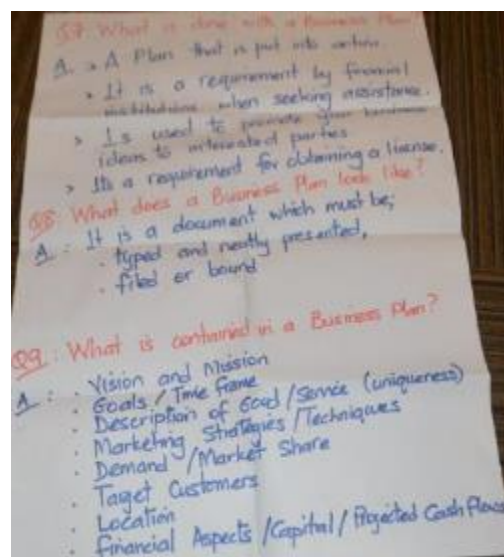 Q7. What is done with a Business Plan?
A. > A Plan that is put into action.
> It is a requirement by financial
institutions when seeking assistance.
> Is used to promote your business
ideas to interested parties
> Its a requirement for obtaining a license.
Q8. What does a Business Plan look like?
A: It is a document which must be;
. typed and neatly presented,
. filed or bound
Q9: What is contained in a Business Plan?
A: . Vision and Mission
. Goals / Time frame
. Description of Good / Service (uniqueness)
. Marketing Strategies / Techniques
. Demand / Market Share
. Target Customers
. Location
. Financial Aspects / Capital / Projected Cash Flows